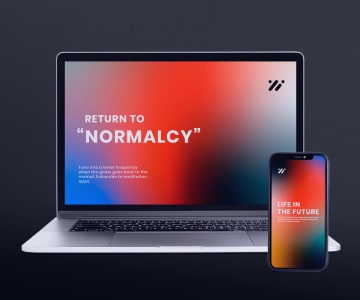 RETURN TO
“NORMALCY”
Tune into a lower frequency
when the game goes back to the
normal. Subscribe to meditation
apps.
LIFE IN
THE FUTURE